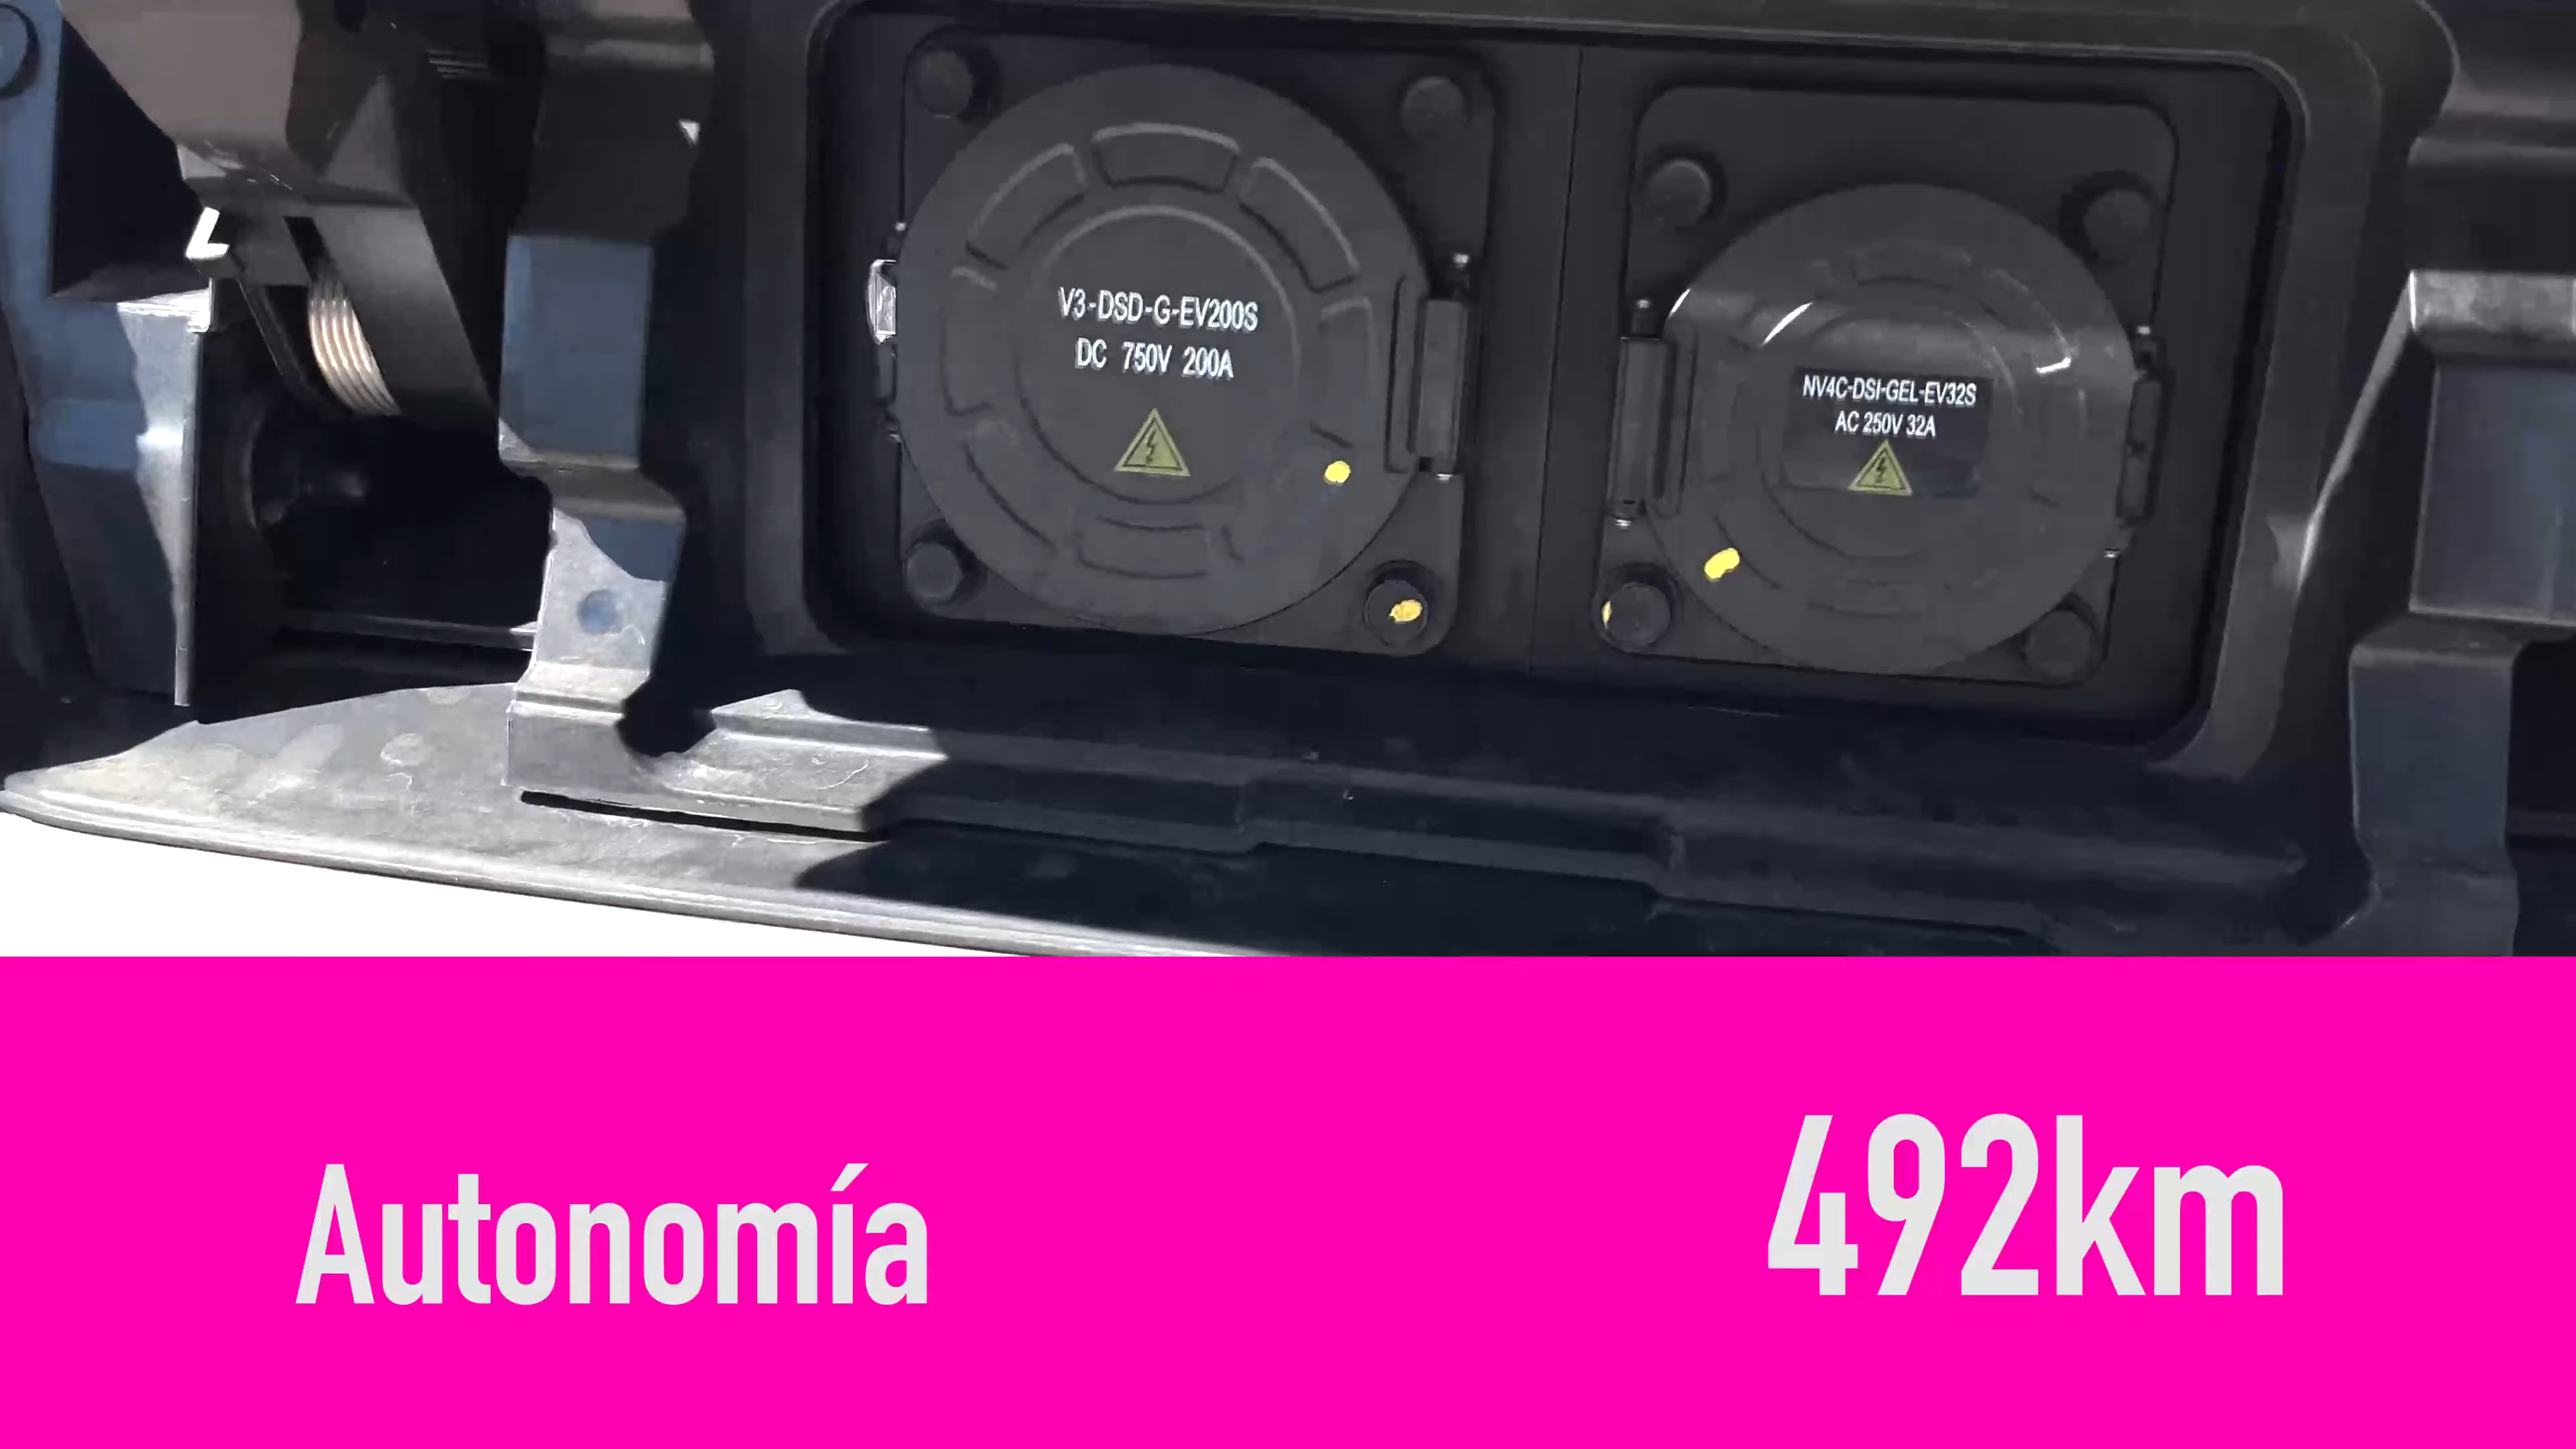 V3-DSD-G-EV200S
DC 750V 200A
NV4C-DSI-GEL-EV32S
AC 250V 32A
Autonomía
492km